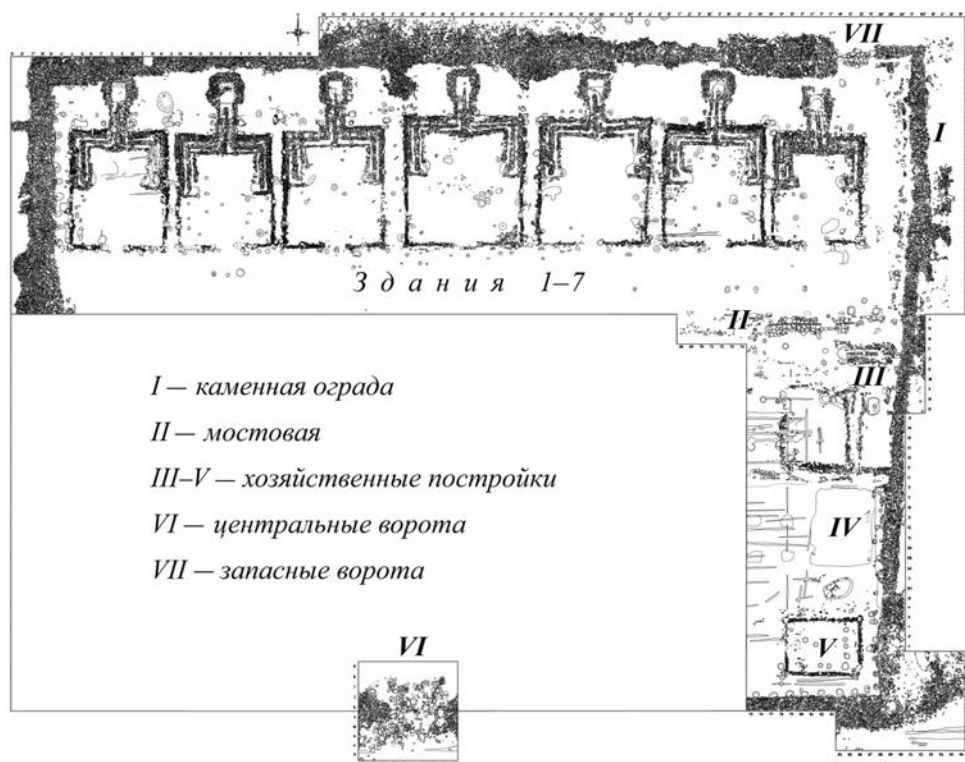 VII
I
Здания 1–7
II
III
I — каменная ограда
II — мостовая
III–V — хозяйственные постройки
VI — центральные ворота
VII — запасные ворота
IV
V
VI